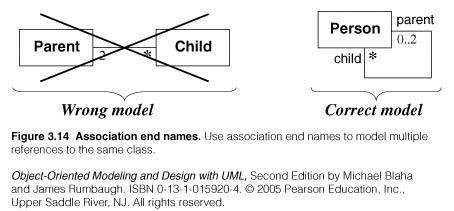 Parent
2
*
Child
Wrong model
Person
parent
0..2
child
*
Correct model
Figure 3.14 Association end names. Use association end names to model multiple
references to the same class.
Object-Oriented Modeling and Design with UML, Second Edition by Michael Blaha
and James Rumbaugh. ISBN 0-13-1-015920-4. © 2005 Pearson Education, Inc.,
Upper Saddle River, NJ. All rights reserved.